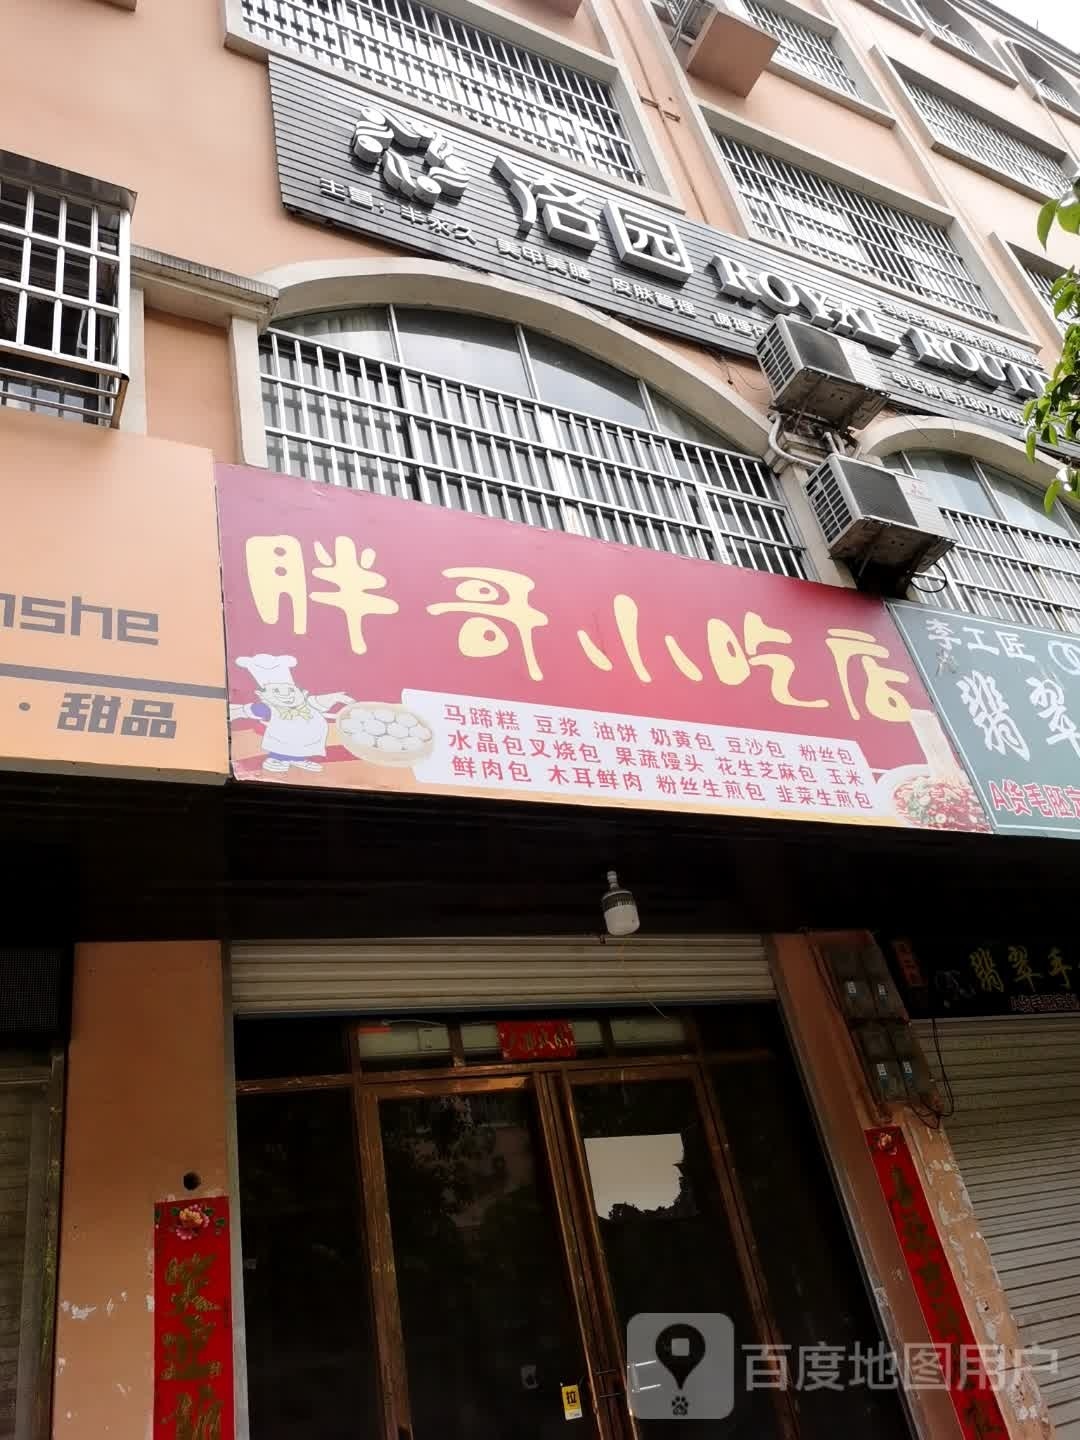 洛园 ROYAL ROUT
主营：半永久 美甲美睫 皮肤管理
胖哥小吃店
马蹄糕 豆浆 油饼 奶黄包 豆沙包 粉丝包
水晶包叉烧包 果蔬馒头 花生芝麻包 玉米
鲜肉包 木耳鲜肉 粉丝生煎包 韭菜生煎包
nshe
·甜品
李工匠
翡翠
A货毛胚
翡翠手
拉
百度地图用户